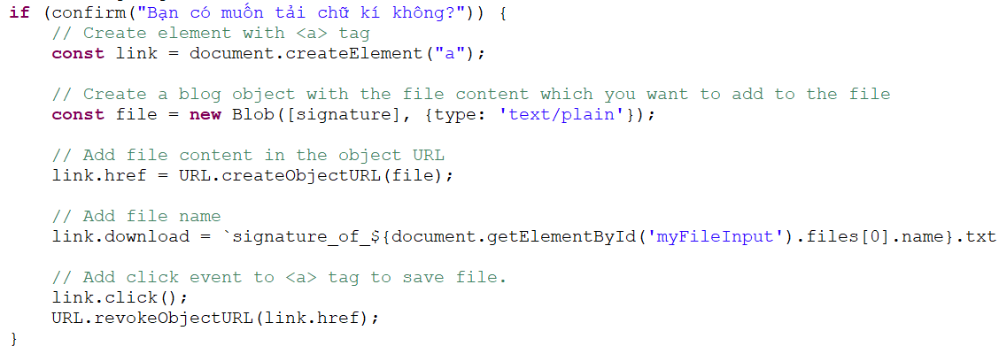 if (confirm("Bạn có muốn tải chữ kí không?")) {
    // Create element with <a> tag
    const link = document.createElement("a");

    // Create a blog object with the file content which you want to add to the file
    const file = new Blob([signature], {type: 'text/plain'});

    // Add file content in the object URL
    link.href = URL.createObjectURL(file);

    // Add file name
    link.download = `signature_of_${document.getElementById('myFileInput').files[0].name}.txt

    // Add click event to <a> tag to save file.
    link.click();
    URL.revokeObjectURL(link.href);
}